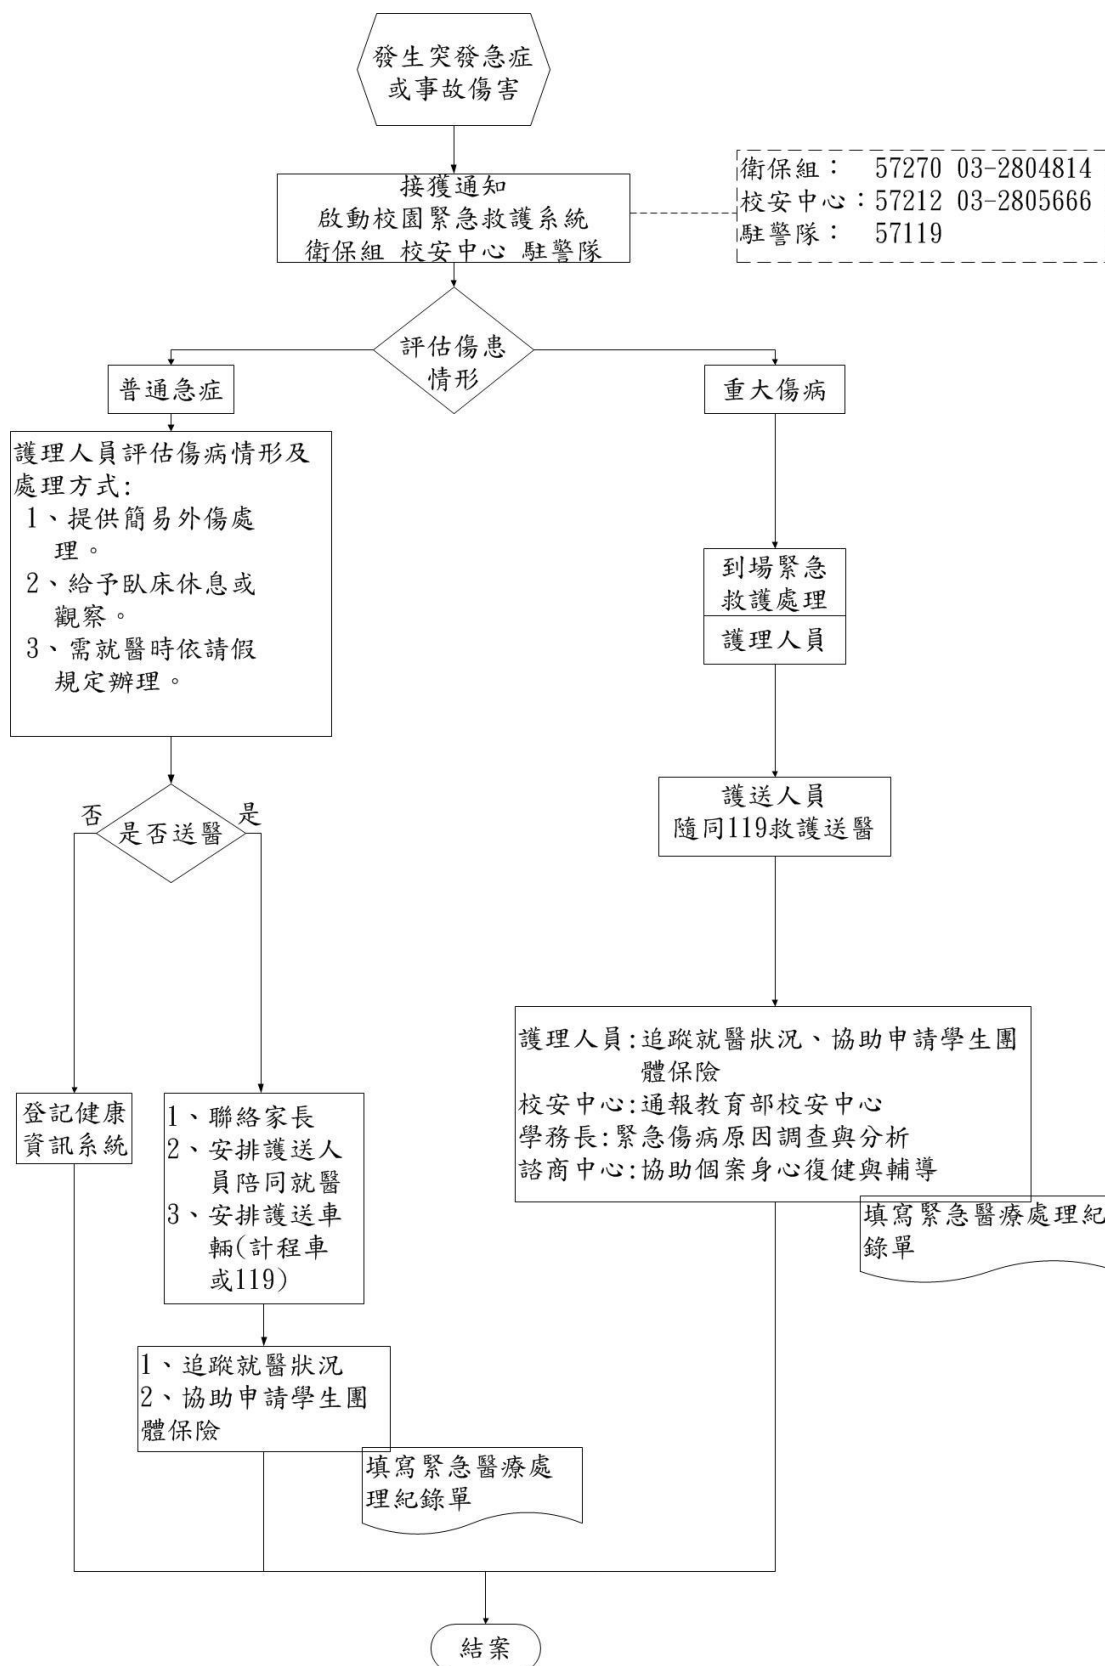 發生突發急症
或事故傷害
接獲通知
啟動校園緊急救護系統
衛保組 校安中心 駐警隊
衛保組： 57270 03-2804814
校安中心：57212 03-2805666
駐警隊： 57119
評估傷患
情形
普通急症
重大傷病
護理人員評估傷病情形及
處理方式:
1、提供簡易外傷處
理。
2、給予臥床休息或
觀察。
3、需就醫時依請假
規定辦理。
到場緊急
救護處理
護理人員
護送人員
隨同119救護送醫
否
是否送醫
是
護理人員:追蹤就醫狀況、協助申請學生團
體保險
校安中心:通報教育部校安中心
學務長:緊急傷病原因調查與分析
諮商中心:協助個案身心復健與輔導
填寫緊急醫療處理紀
錄單
登記健康
資訊系統
1、聯絡家長
2、安排護送人
員陪同就醫
3、安排護送車
輛(計程車
或119)
1、追蹤就醫狀況
2、協助申請學生團
體保險
填寫緊急醫療處
理紀錄單
結案